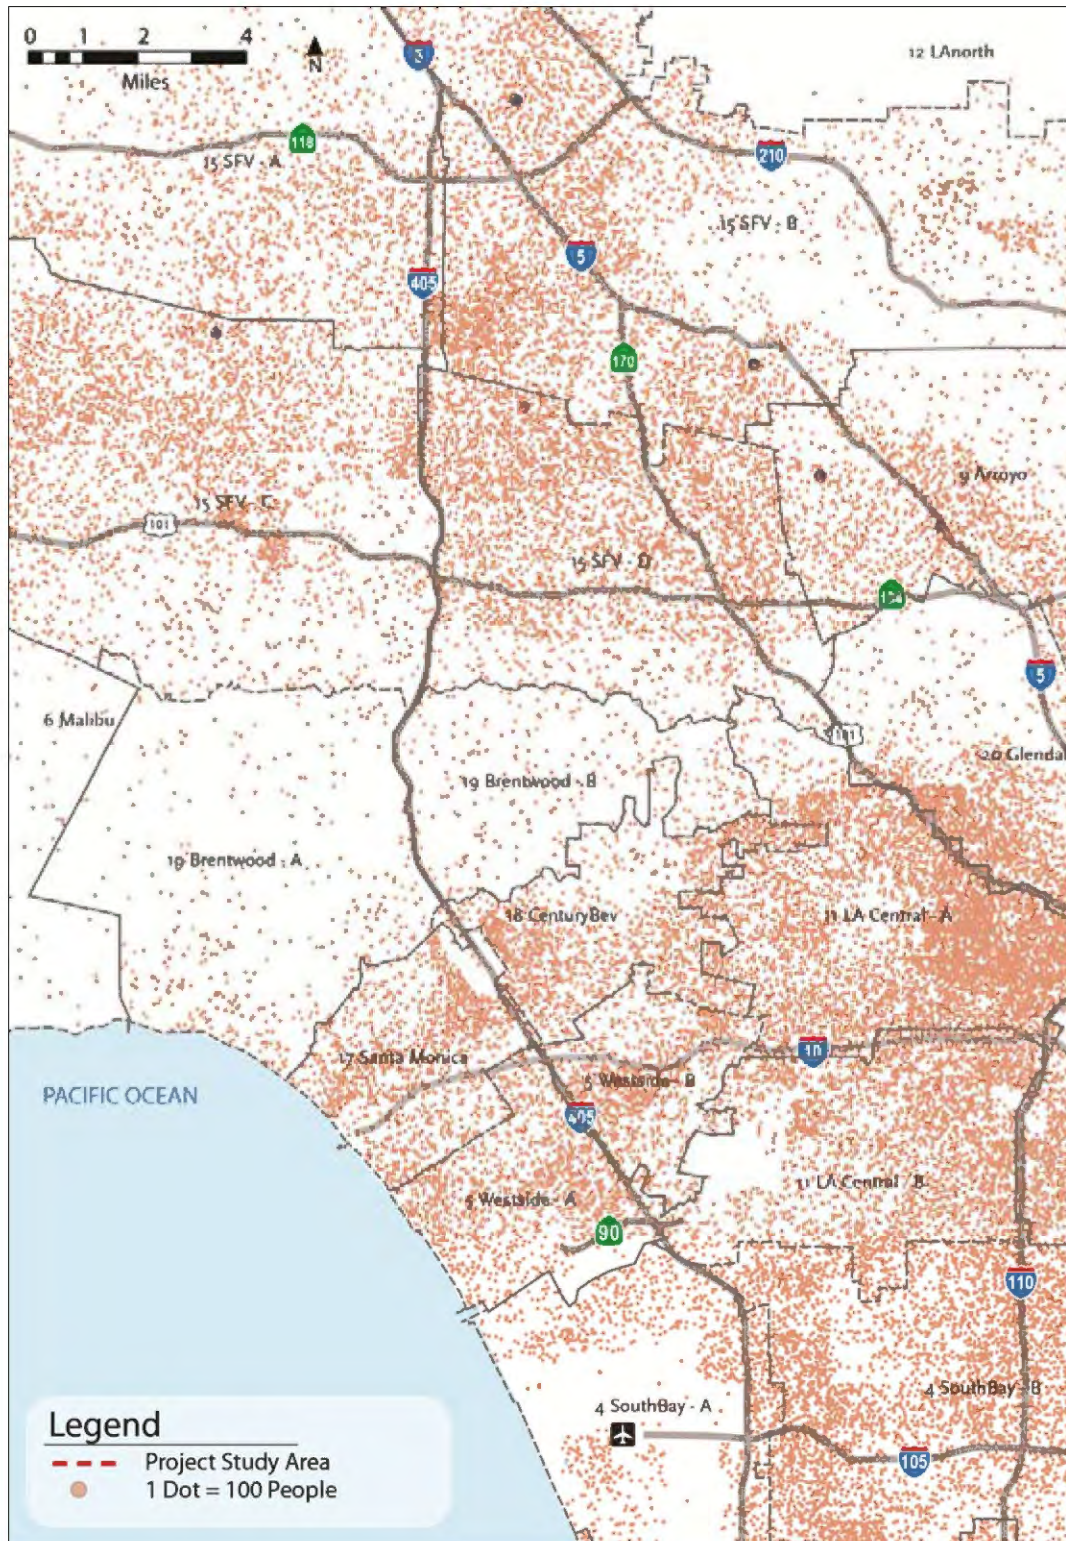 0 1 2 4
Miles
N
12 LAnorth
5
118
15 SFV - A
210
15 SFV - B
5
405
170
9 Arroyo
15 SFV - C
101
15 SFV - D
5
6 Malibu
101
20 Glendal
19 Brentwood - B
19 Brentwood - A
18 CenturyBev
11 LA Central - A
17 Santa Monica
10
5 Westside - B
PACIFIC OCEAN
405
11 LA Central - B
5 Westside - A
90
110
4 SouthBay - B
4 SouthBay - A
105
Legend
Project Study Area
1 Dot = 100 People